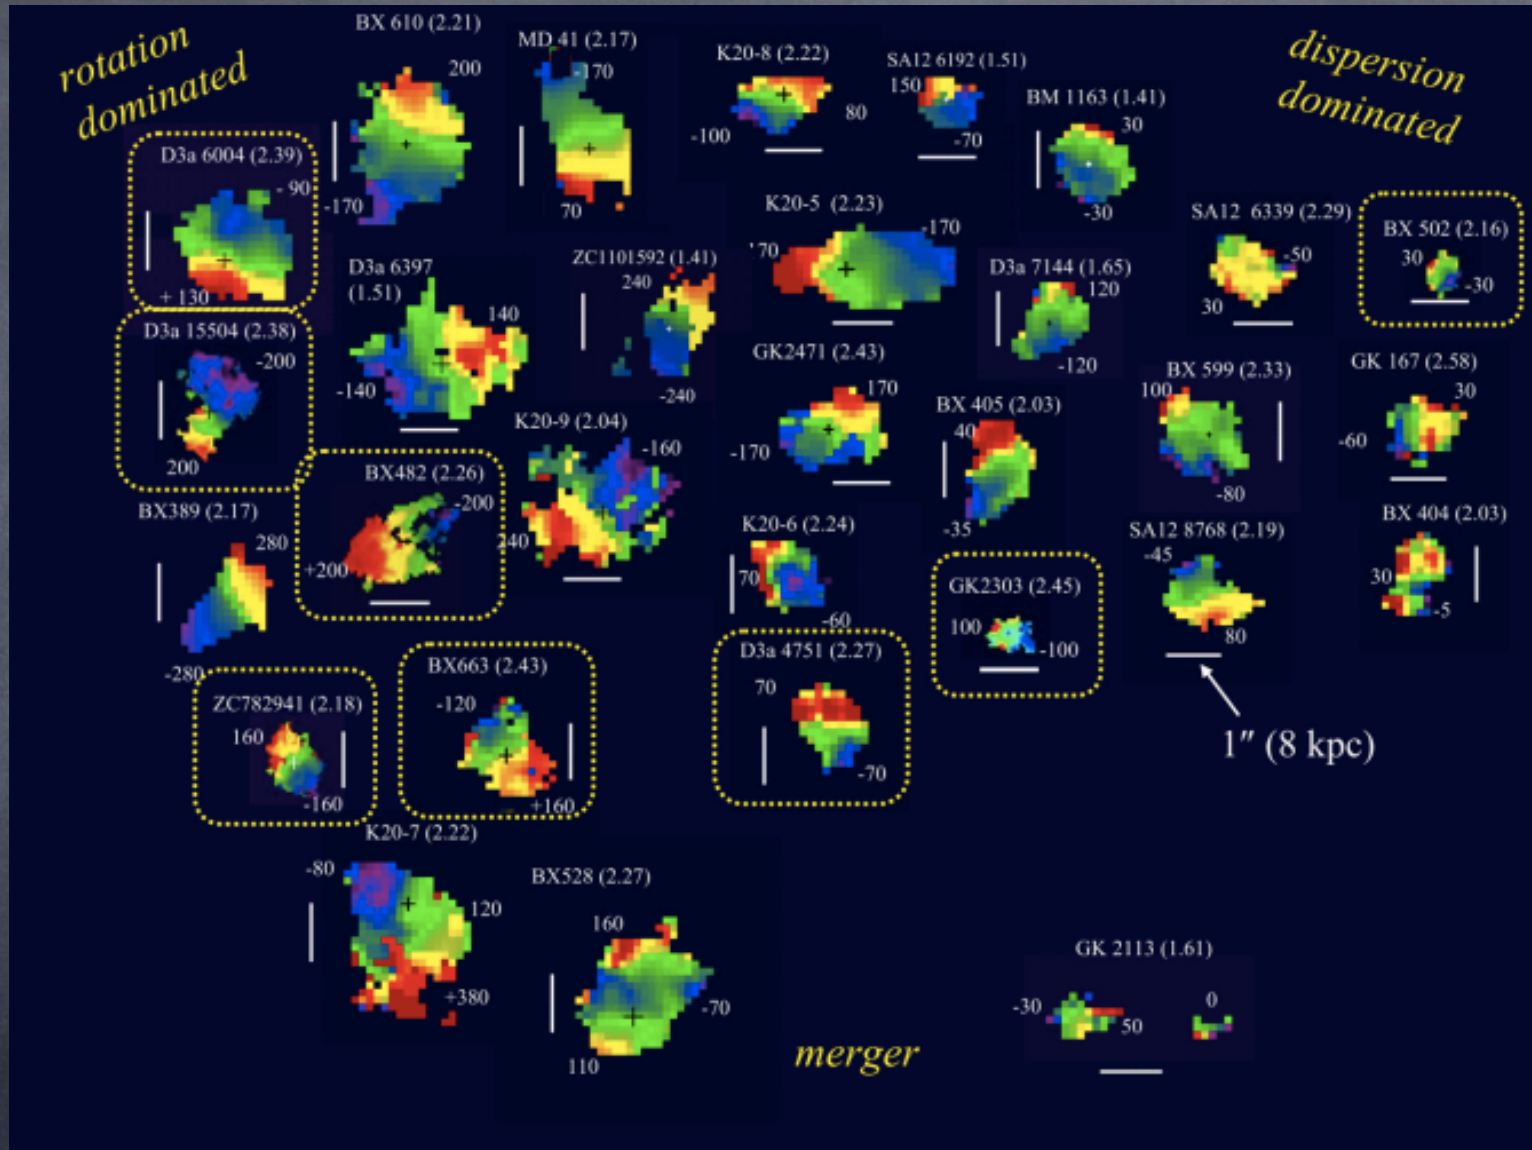 rotation
dominated
dispersion
dominated
BX 610 (2.21)
200
-170
MD 41 (2.17)
-170
70
K20-8 (2.22)
80
-100
SA12 6192 (1.51)
150
-70
BM 1163 (1.41)
30
-30
D3a 6004 (2.39)
- 90
+ 130
K20-5 (2.23)
-170
170
SA12 6339 (2.29)
-50
30
BX 502 (2.16)
30
-30
D3a 6397
(1.51)
140
-140
ZC1101592 (1.41)
240
-240
D3a 7144 (1.65)
120
-120
D3a 15504 (2.38)
-200
200
GK2471 (2.43)
170
-170
BX 599 (2.33)
100
-80
GK 167 (2.58)
30
-60
BX 405 (2.03)
40
-35
K20-9 (2.04)
-160
240
BX482 (2.26)
-200
+200
BX389 (2.17)
280
-280
K20-6 (2.24)
70
-60
SA12 8768 (2.19)
-45
80
BX 404 (2.03)
30
-5
GK2303 (2.45)
100
-100
D3a 4751 (2.27)
70
-70
BX663 (2.43)
-120
+160
ZC782941 (2.18)
160
-160
1″ (8 kpc)
K20-7 (2.22)
-80
120
+380
BX528 (2.27)
160
-70
110
merger
GK 2113 (1.61)
-30
50
0